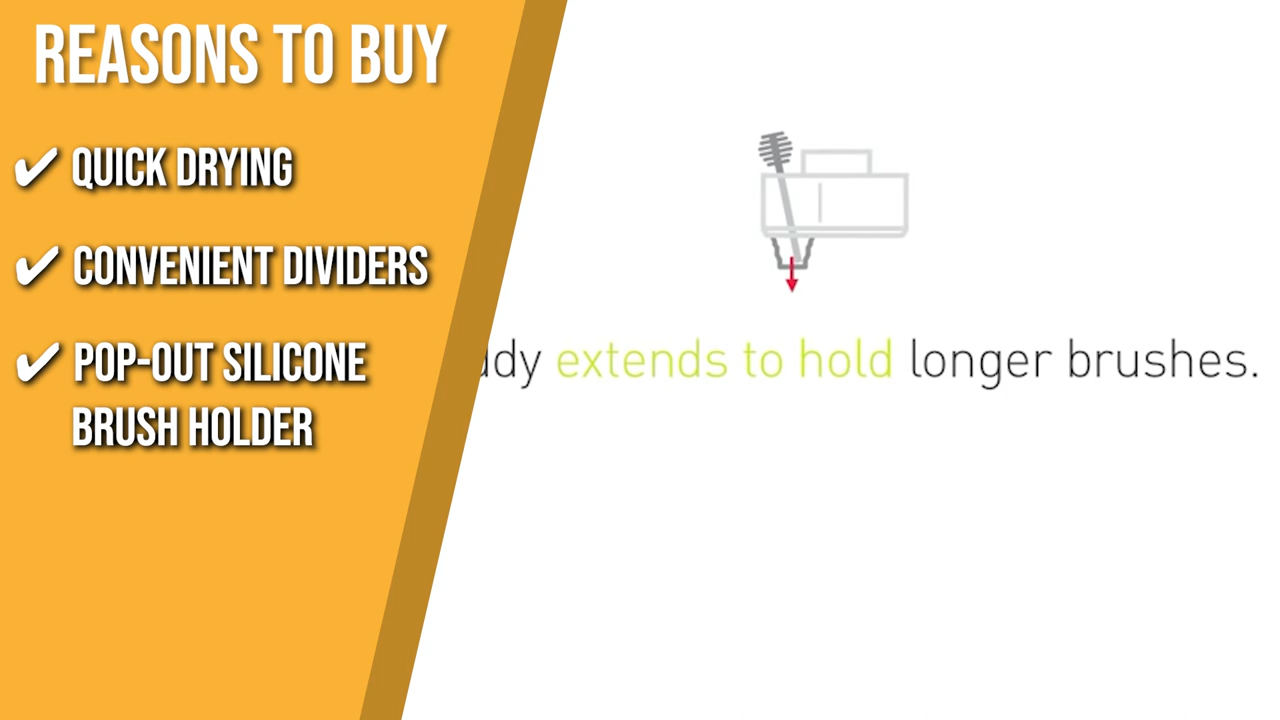 REASONS TO BUY
✔ QUICK DRYING
✔ CONVENIENT DIVIDERS
✔ POP-OUT SILICONE
BRUSH HOLDER
extends to hold longer brushes.